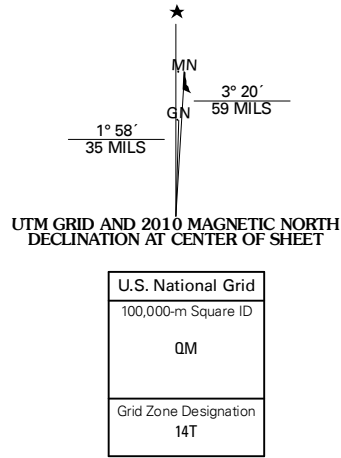 ★
MN
GN
3° 20´
59 MILS
1° 58´
35 MILS
UTM GRID AND 2010 MAGNETIC NORTH
DECLINATION AT CENTER OF SHEET
U.S. National Grid
100,000-m Square ID
QM
Grid Zone Designation
14T